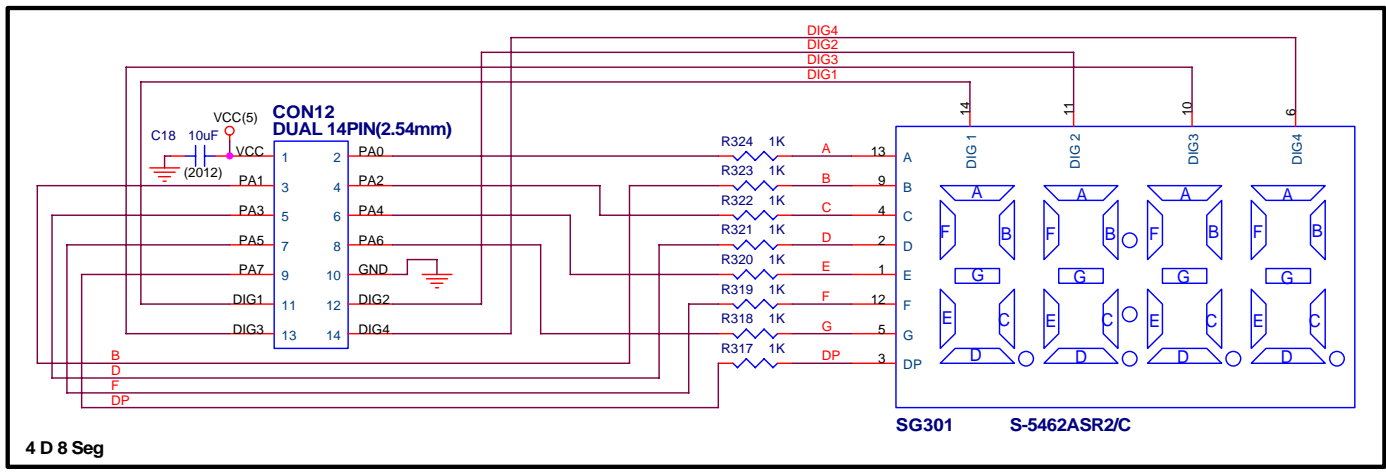 DIG4
DIG2
DIG3
DIG1
14
11
10
6
CON12
DUAL 14PIN(2.54mm)
VCC(5)
C18 10uF
(2012)
VCC 1 2 PA0
PA1 3 4 PA2
PA3 5 6 PA4
PA5 7 8 PA6
PA7 9 10 GND
DIG1 11 12 DIG2
DIG3 13 14 DIG4
B
D
F
DP
R324 1K A 13 A
R323 1K B 9 B
R322 1K C 4 C
R321 1K D 2 D
R320 1K E 1 E
R319 1K F 12 F
R318 1K G 5 G
R317 1K DP 3 DP
DIG 1
DIG 2
DIG3
DIG4
A A A A
F B F B F B F B
G G G G
E C E C E C E C
D D D D
SG301 S-5462ASR2/C
4 D 8 Seg